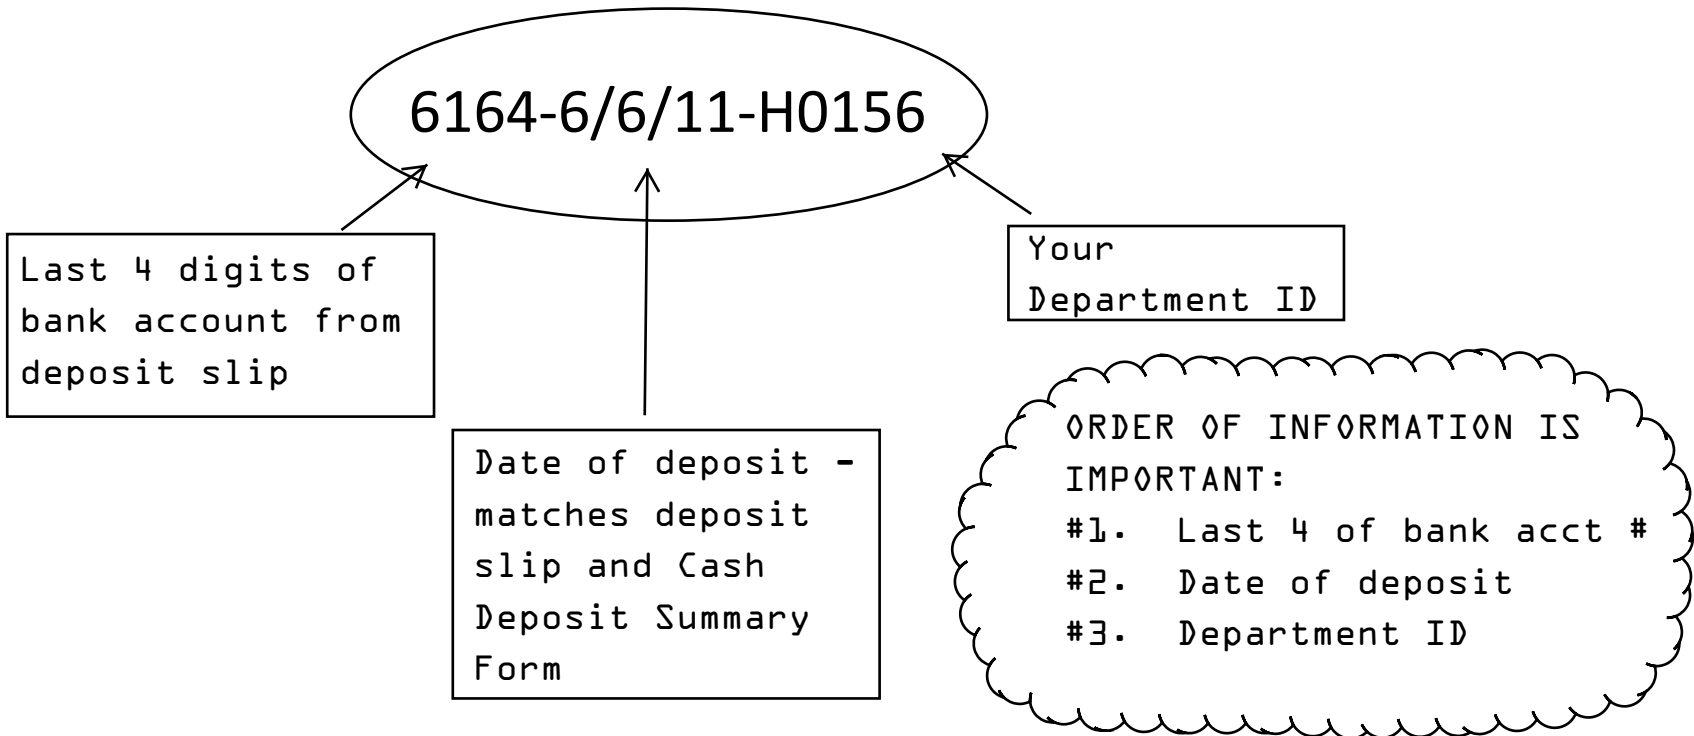 6164-6/6/11-H0156
Last 4 digits of
bank account from
deposit slip
Your
Department ID
Date of deposit -
matches deposit
slip and Cash
Deposit Summary
Form
ORDER OF INFORMATION IS
IMPORTANT:
#1. Last 4 of bank acct #
#2. Date of deposit
#3. Department ID